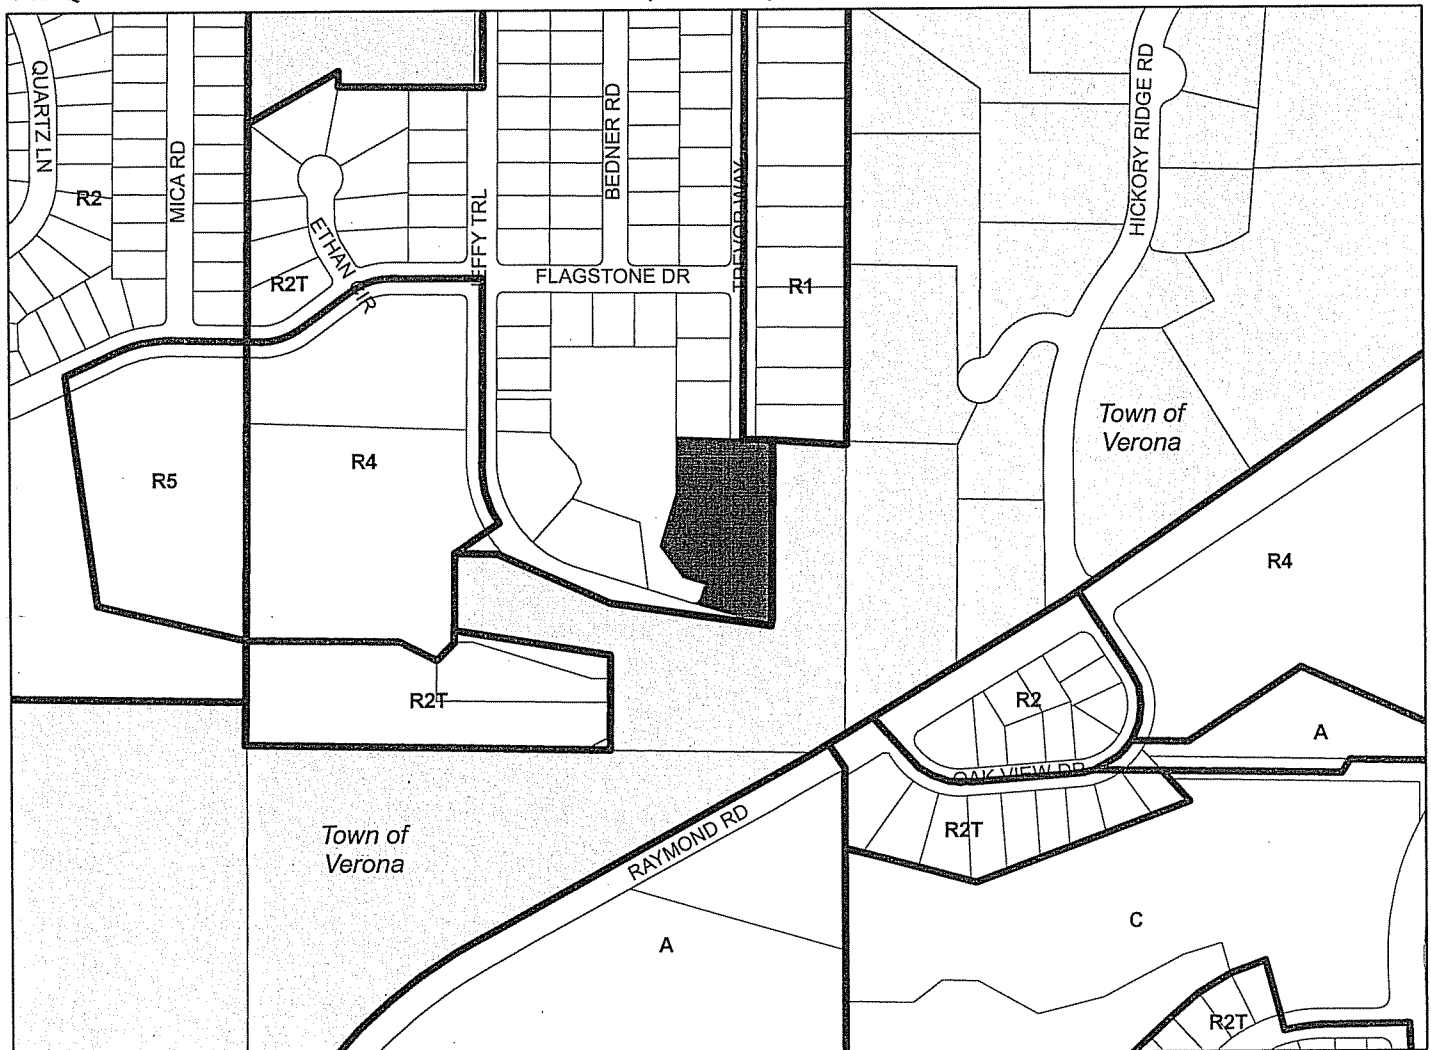 QUARTZ LN
R2
MICA RD
ETHAN CIR
R2T
JEFFY TRL
BEDNER RD
TREVOR WAY
FLAGSTONE DR
R1
HICKORY RIDGE RD
Town of
Verona
R5
R4
R4
R2T
R2
A
OAK VIEW DR
R2T
Town of
Verona
RAYMOND RD
A
C
R2T